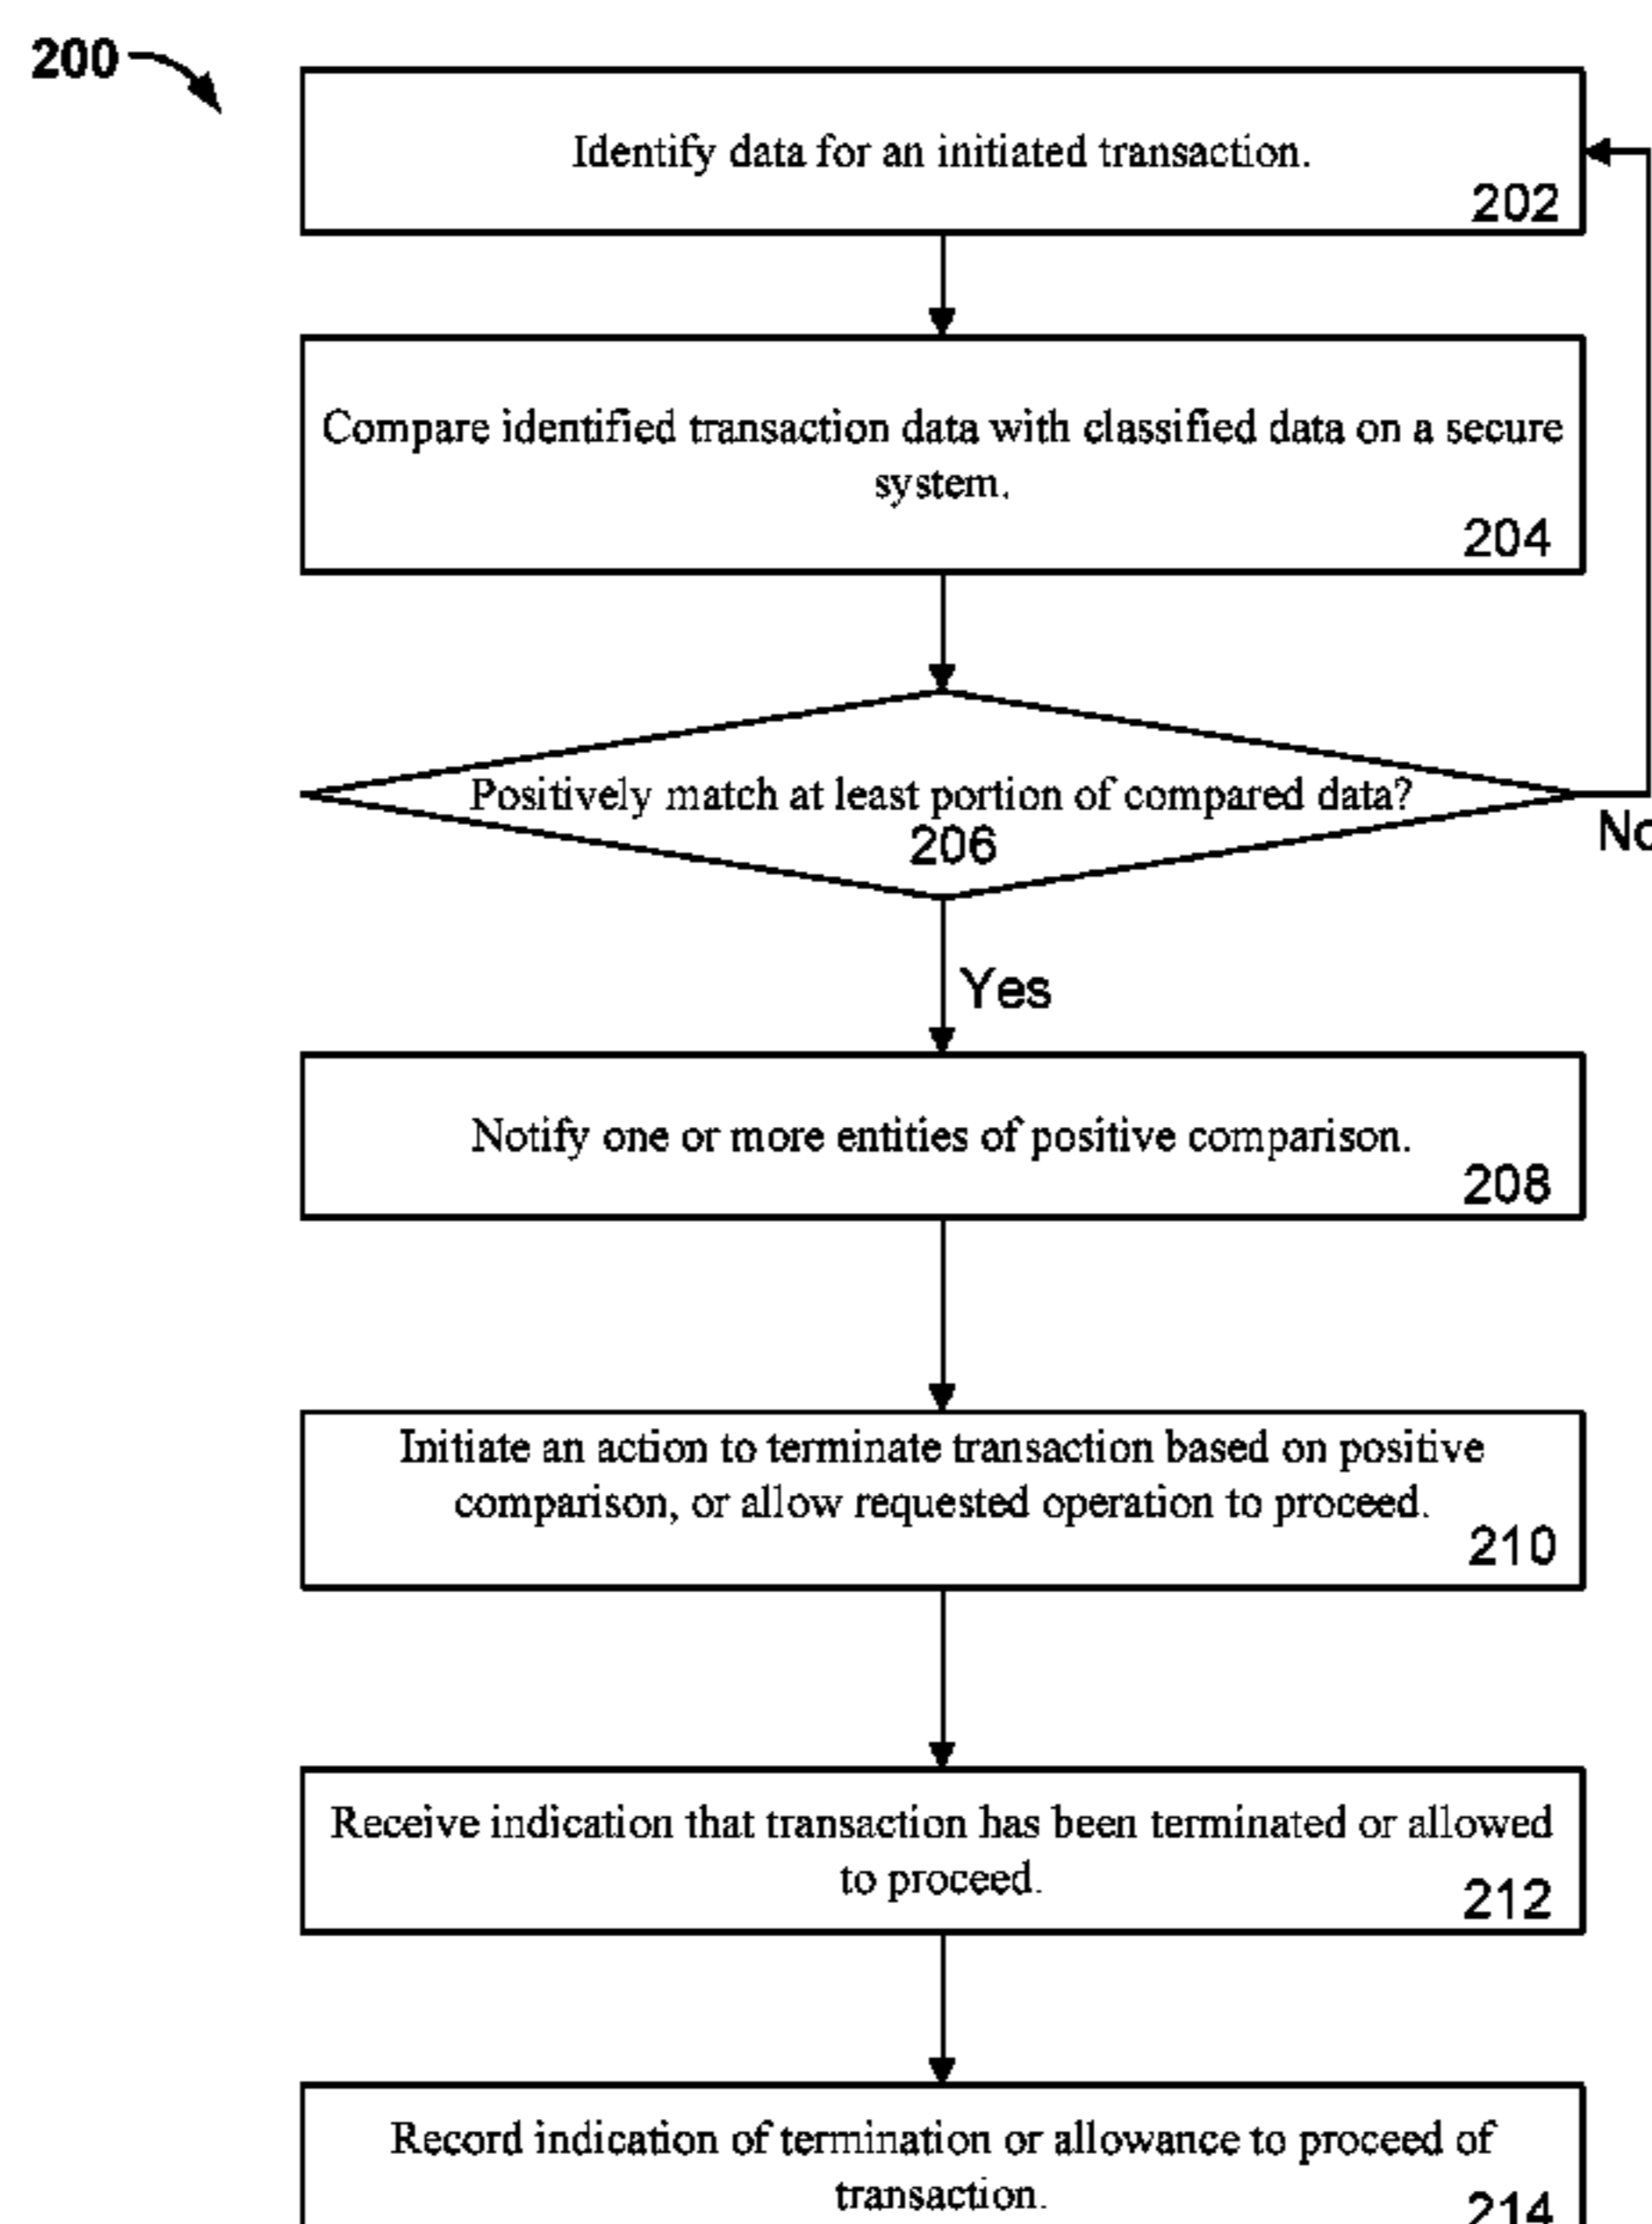 200
Identify data for an initiated transaction.
202
Compare identified transaction data with classified data on a secure
system.
204
Positively match at least portion of compared data?
206
No
Yes
Notify one or more entities of positive comparison.
208
Initiate an action to terminate transaction based on positive
comparison, or allow requested operation to proceed.
210
Receive indication that transaction has been terminated or allowed
to proceed.
212
Record indication of termination or allowance to proceed of
transaction.
214